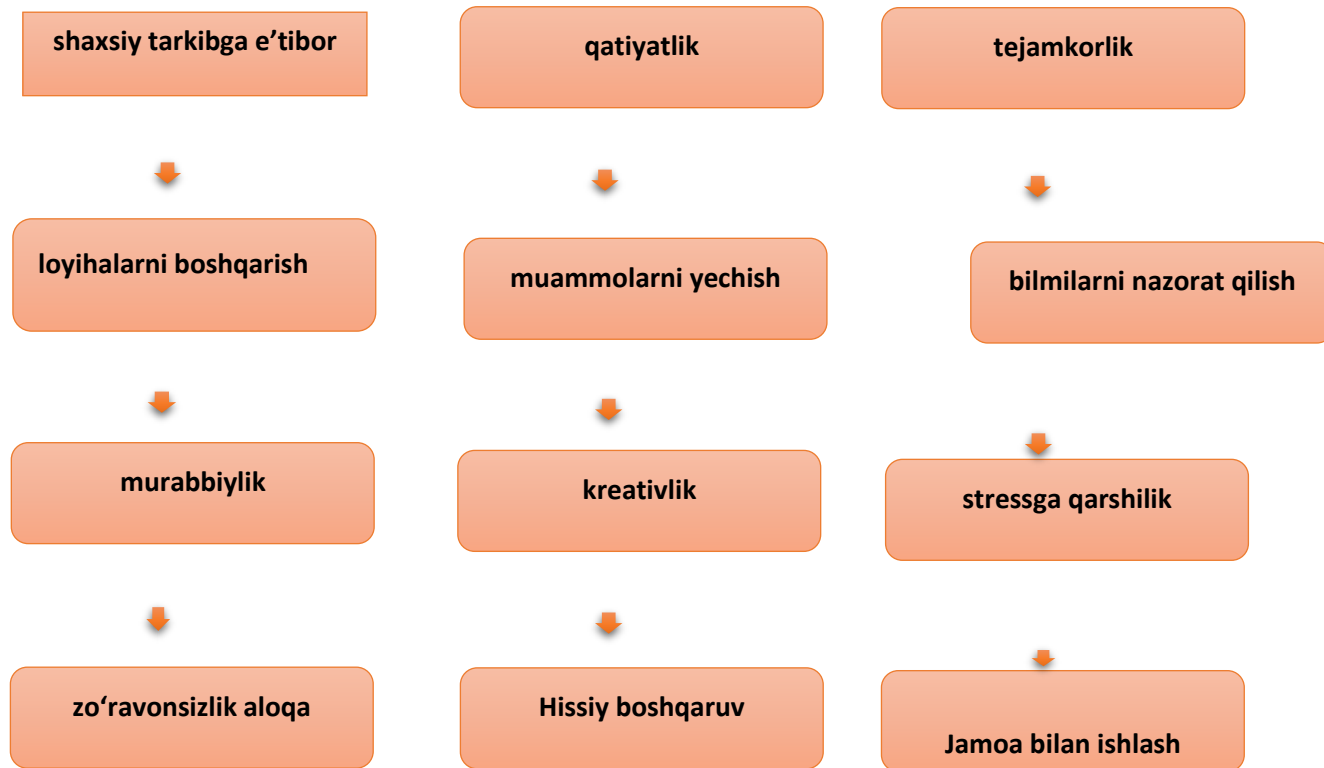 shaxsiy tarkibga e’tibor
qatiyatlik
tejamkorlik
loyihalarni boshqarish
muammolarni yechish
bilmilarni nazorat qilish
murabbiylik
kreativlik
stressga qarshilik
zo‘ravonsizlik aloqa
Hissiy boshqaruv
Jamoa bilan ishlash